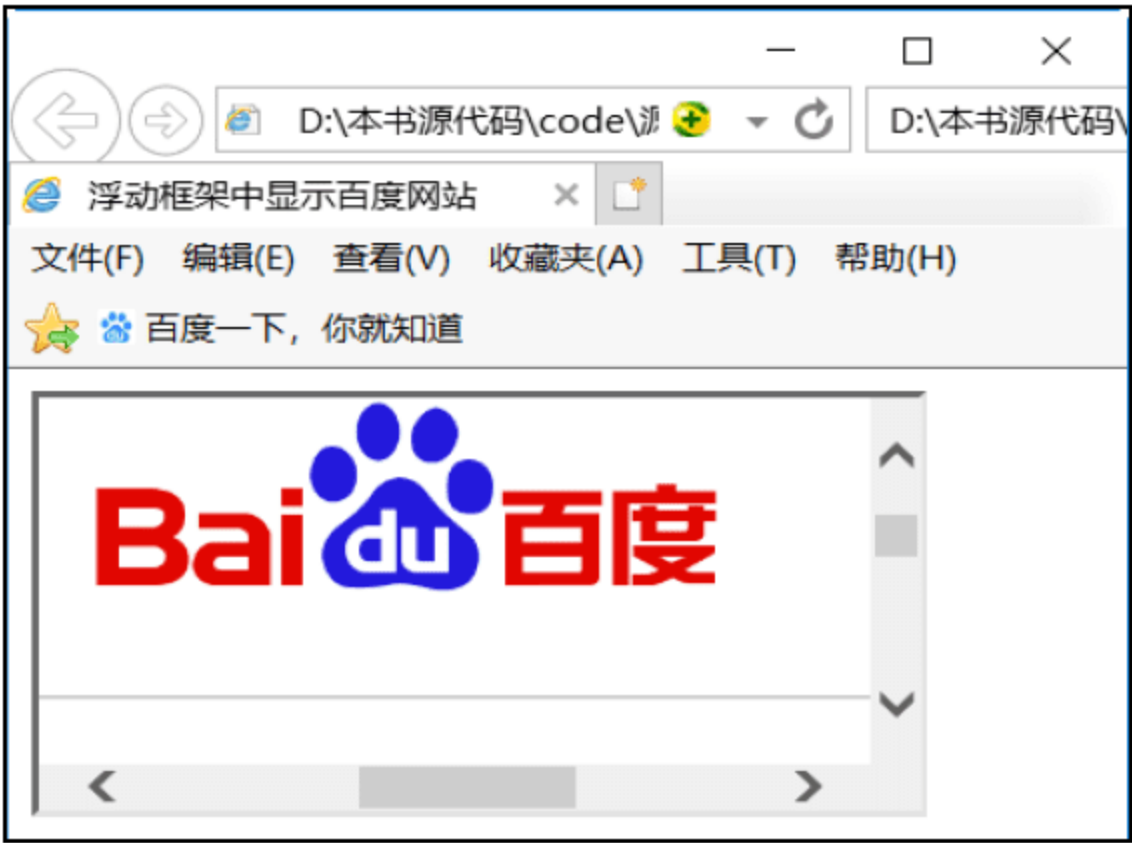 D:\本书源代码\code\源 D:\本书源代码\
浮动框架中显示百度网站
文件(F) 编辑(E) 查看(V) 收藏夹(A) 工具(T) 帮助(H)
百度一下，你就知道
Bai du 百度